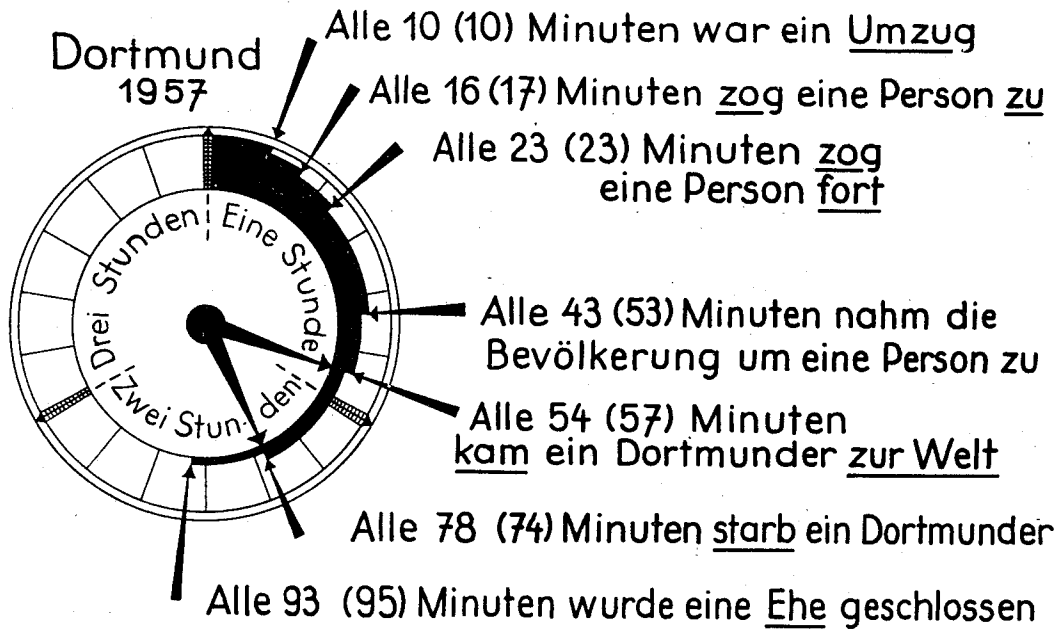 Dortmund
1957
Alle 10 (10) Minuten war ein Umzug
Alle 16 (17) Minuten zog eine Person zu
Alle 23 (23) Minuten zog
eine Person fort
Eine Stunde
Zwei Stunden
Drei Stunden
Alle 43 (53) Minuten nahm die
Bevölkerung um eine Person zu
Alle 54 (57) Minuten
kam ein Dortmunder zur Welt
Alle 78 (74) Minuten starb ein Dortmunder
Alle 93 (95) Minuten wurde eine Ehe geschlossen